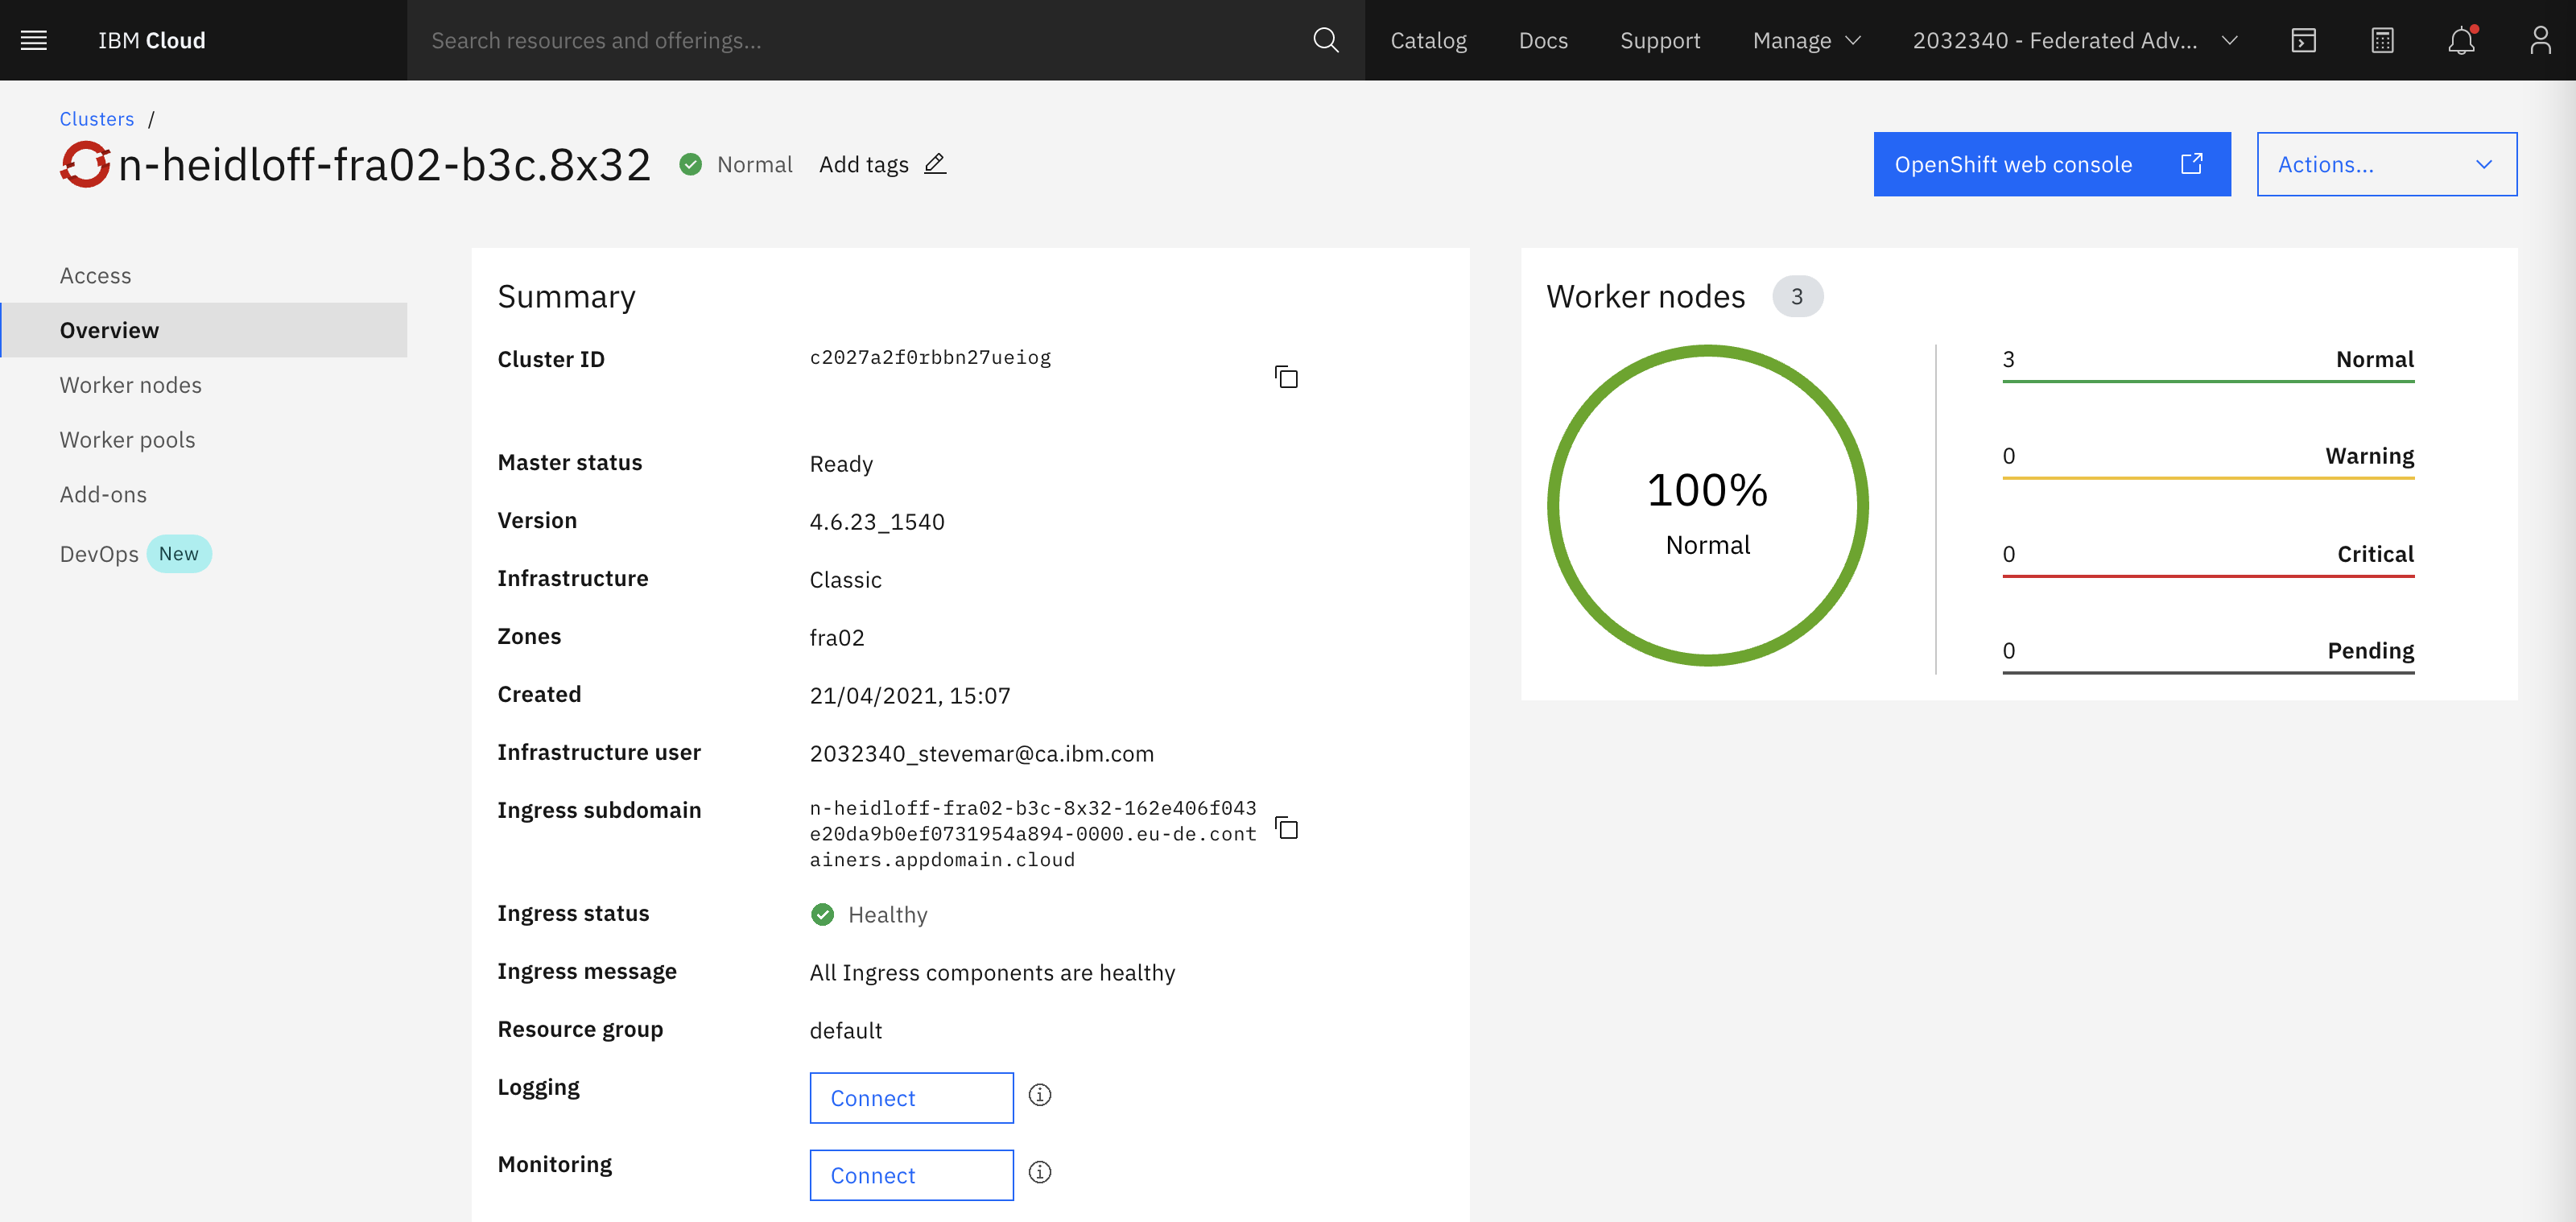 IBM Cloud
Search resources and offerings...
Catalog
Docs
Support
Manage
2032340 - Federated Adv...
Clusters /
n-heidloff-fra02-b3c.8x32
Normal
Add tags
OpenShift web console
Actions...
Access
Overview
Worker nodes
Worker pools
Add-ons
DevOps New
Summary
Cluster ID c2027a2f0rbbn27ueiog
Master status Ready
Version 4.6.23_1540
Infrastructure Classic
Zones fra02
Created 21/04/2021, 15:07
Infrastructure user 2032340_stevemar@ca.ibm.com
Ingress subdomain n-heidloff-fra02-b3c-8x32-162e406f043
e20da9b0ef0731954a894-0000.eu-de.cont
ainers.appdomain.cloud
Ingress status Healthy
Ingress message All Ingress components are healthy
Resource group default
Logging Connect
Monitoring Connect
Worker nodes 3
100%
Normal
3 Normal
0 Warning
0 Critical
0 Pending